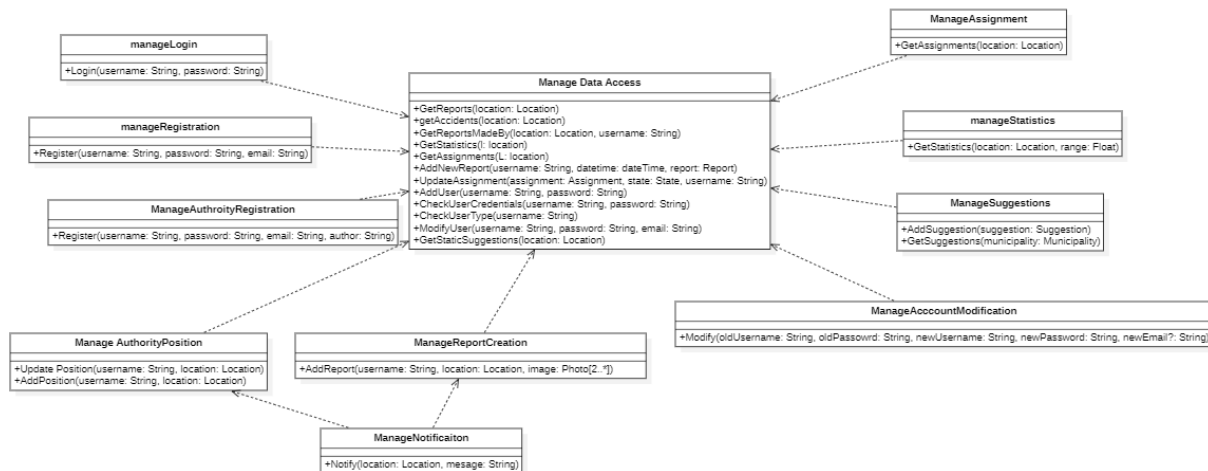 manageLogin
+Login(username: String, password: String)
manageRegistration
+Register(username: String, password: String, email: String)
ManageAuthroityRegistration
+Register(username: String, password: String, email: String, author: String)
Manage Data Access
+GetReports(location: Location)
+getAccidents(location: Location)
+GetReportsMadeBy(location: Location, username: String)
+GetStatistics(l: location)
+GetAssignments(L: location)
+AddNewReport(username: String, datetime: dateTime, report: Report)
+UpdateAssignment(assignment: Assignment, state: State, username: String)
+AddUser(username: String, password: String)
+CheckUserCredentials(username: String, password: String)
+CheckUserType(username: String)
+ModifyUser(username: String, password: String, email: String)
+GetStaticSuggestions(location: Location)
ManageAssignment
+GetAssignments(location: Location)
manageStatistics
+GetStatistics(location: Location, range: Float)
ManageSuggestions
+AddSuggestion(suggestion: Suggestion)
+GetSuggestions(municipality: Municipality)
ManageAcccountModification
+Modify(oldUsername: String, oldPassowrd: String, newUsername: String, newPassword: String, newEmail?: String)
Manage AuthorityPosition
+Update Position(username: String, location: Location)
+AddPosition(username: String, location: Location)
ManageReportCreation
+AddReport(username: String, location: Location, image: Photo[2..*])
ManageNotificaiton
+Notify(location: Location, mesage: String)